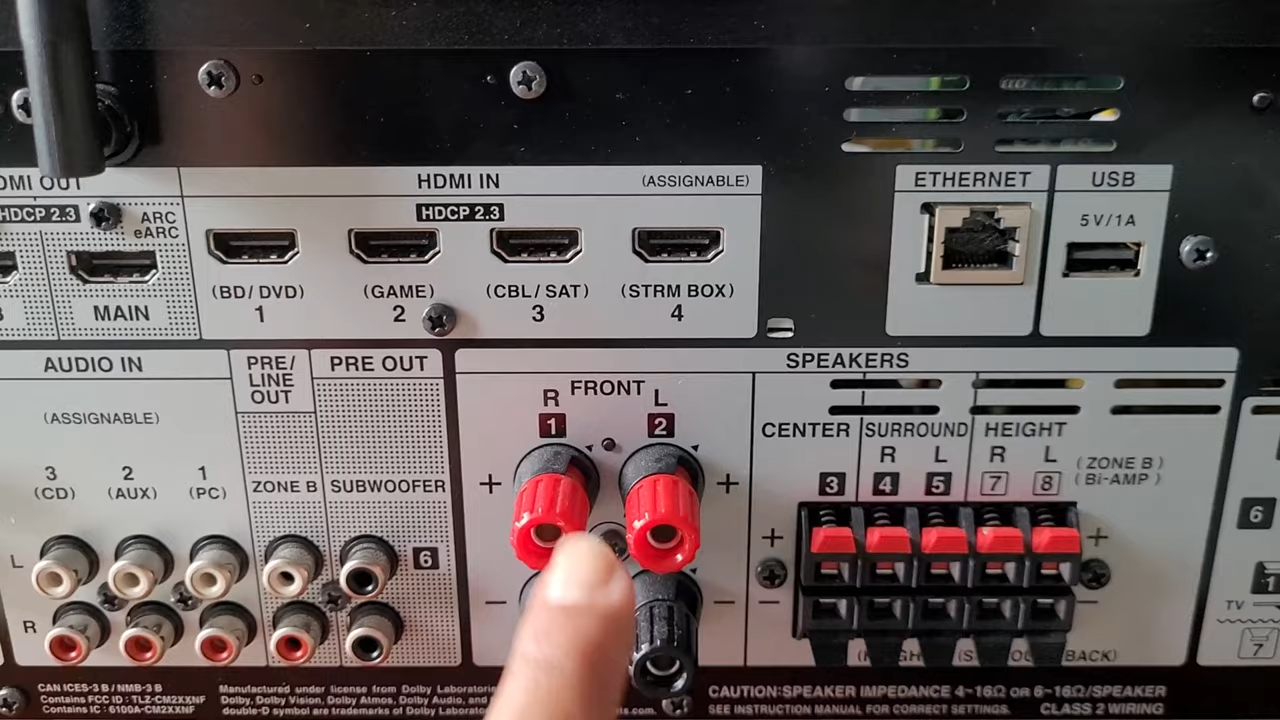 HDMI IN (ASSIGNABLE)
HDCP 2.3
HDCP 2.3
ARC
eARC
MAIN
(BD/DVD)
1
(GAME)
2
(CBL/SAT)
3
(STRM BOX)
4
ETHERNET
USB
5V/1A
AUDIO IN
(ASSIGNABLE)
3
(CD)
2
(AUX)
1
(PC)
L
R
PRE/
LINE
OUT
ZONE B
PRE OUT
SUBWOOFER
6
SPEAKERS
FRONT
R L
1 2
+ +
− −
CENTER
3
SURROUND
R L
4 5
HEIGHT
R L
7 8
(ZONE B)
(Bi-AMP)
+ +
− −
BACK)
6
1
TV
7
CAN ICES-3 B / NMB-3 B
Contains FCC ID : TLZ-CM2XXNF
Contains IC : 6100A-CM2XXNF
Manufactured under license from Dolby
Dolby, Dolby Vision, Dolby Atmos, Dolby Audio, and
double-D symbol are trademarks of Dolby
CAUTION:SPEAKER IMPEDANCE 4~16Ω or 6~16Ω/SPEAKER
SEE INSTRUCTION MANUAL FOR CORRECT SETTINGS. CLASS 2 WIRING